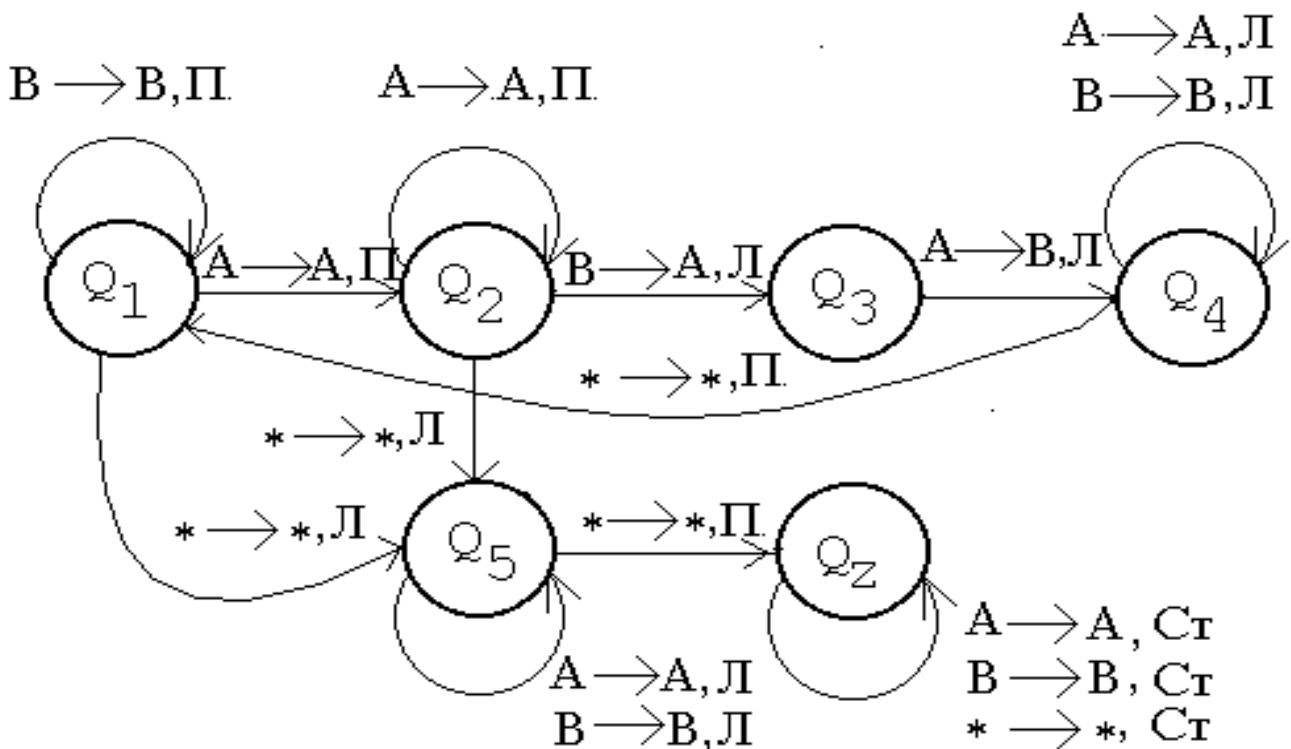 A → A, Л
B → B, П.
A → A, П.
B → B, Л
A → A, П
B → A, Л
A → B, Л
Q1
Q2
Q3
Q4
* → *, П.
* → *, Л
* → *, Л
* → *, П.
Q5
Qz
A → A, Ст
A → A, Л
B → B, Ст
B → B, Л
* → *, Ст